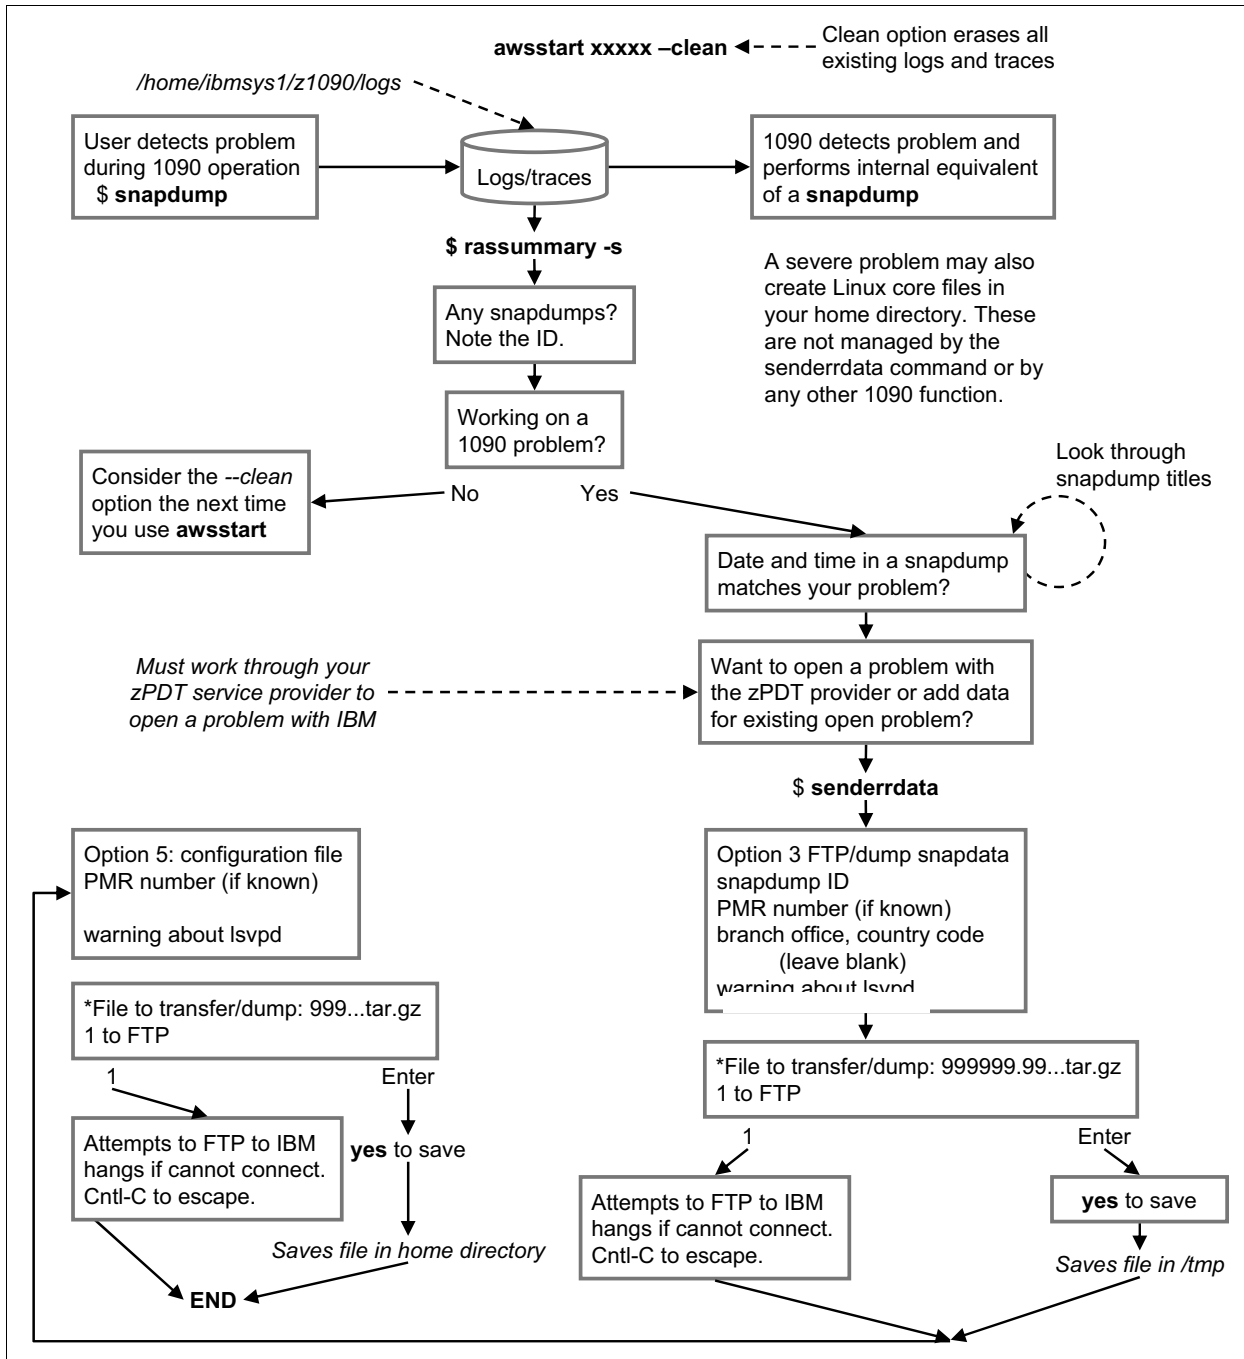 awsstart xxxxx –clean
Clean option erases all
existing logs and traces
/home/ibmsys1/z1090/logs
User detects problem
during 1090 operation
$ snapdump
Logs/traces
1090 detects problem and
performs internal equivalent
of a snapdump
$ rassummary -s
A severe problem may also
create Linux core files in
your home directory. These
are not managed by the
senderrdata command or by
any other 1090 function.
Any snapdumps?
Note the ID.
Working on a
1090 problem?
Consider the --clean
option the next time
you use awsstart
No
Yes
Look through
snapdump titles
Date and time in a snapdump
matches your problem?
Must work through your
zPDT service provider to
open a problem with IBM
Want to open a problem with
the zPDT provider or add data
for existing open problem?
$ senderrdata
Option 3 FTP/dump snapdata
snapdump ID
PMR number (if known)
branch office, country code
(leave blank)
warning about lsvpd
*File to transfer/dump: 999999.99...tar.gz
1 to FTP
1
Enter
Attempts to FTP to IBM
hangs if cannot connect.
Cntl-C to escape.
yes to save
Saves file in /tmp
Option 5: configuration file
PMR number (if known)
warning about lsvpd
*File to transfer/dump: 999...tar.gz
1 to FTP
1
Enter
Attempts to FTP to IBM
hangs if cannot connect.
Cntl-C to escape.
yes to save
Saves file in home directory
END